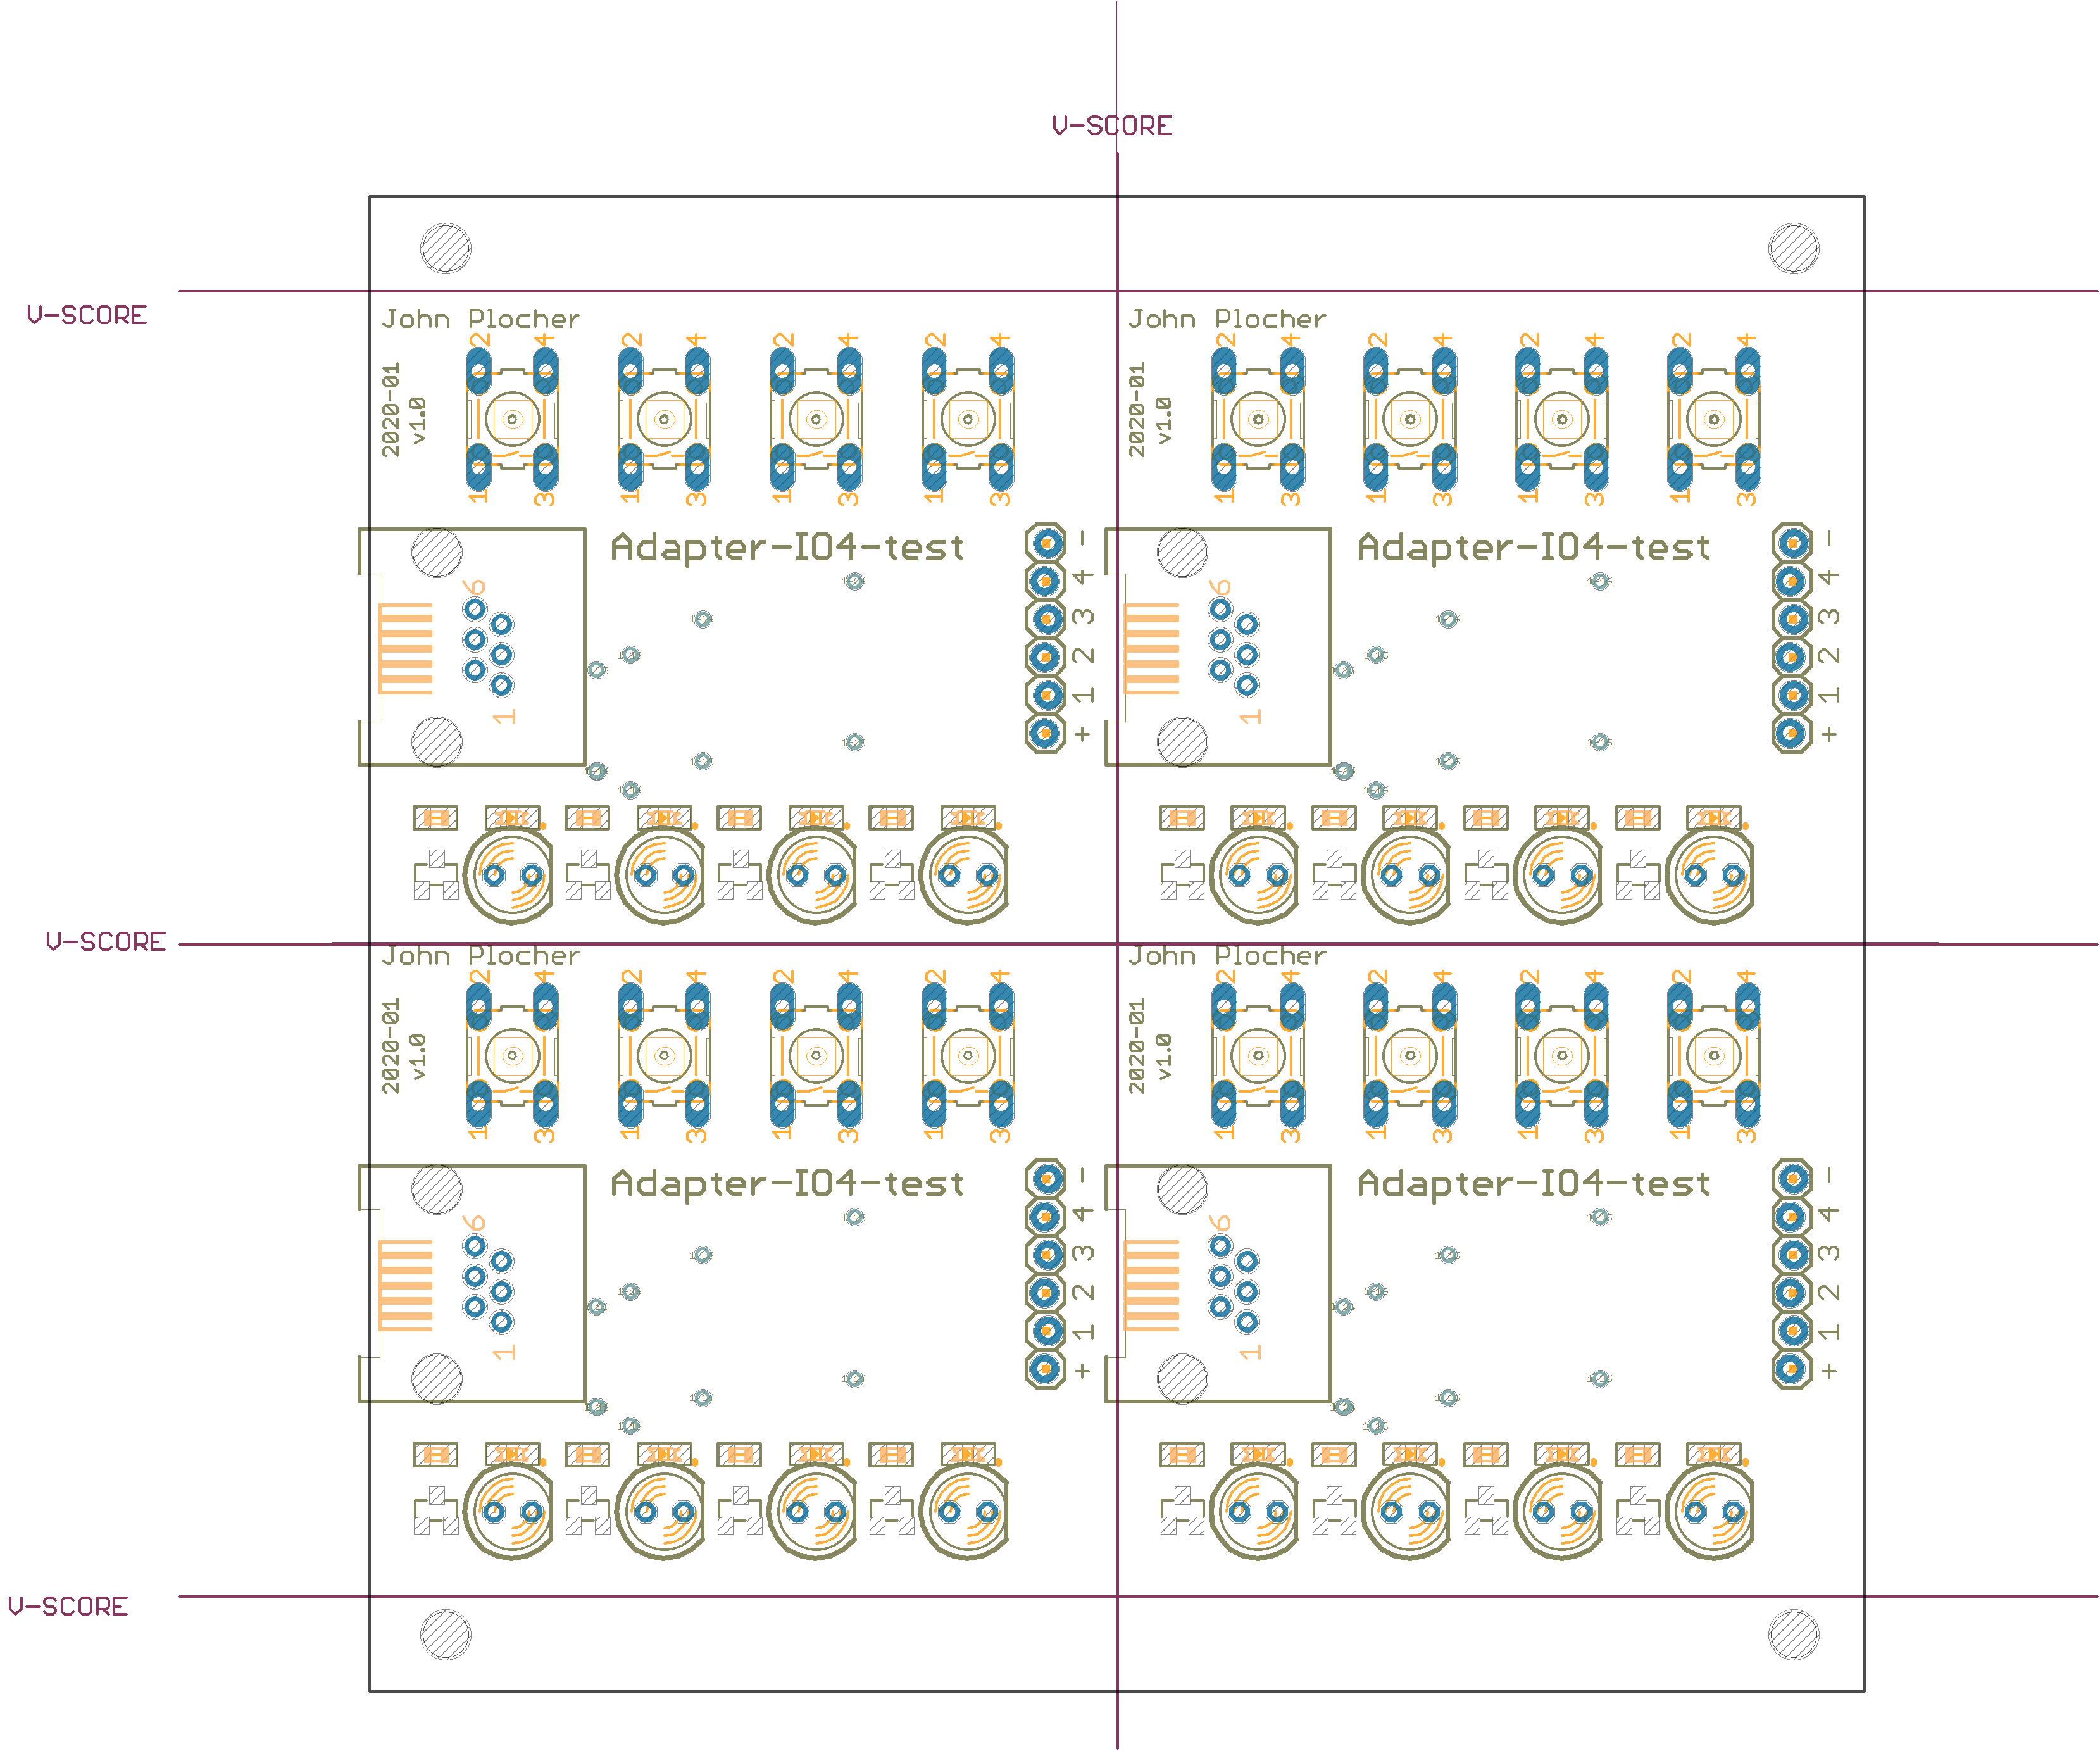 V-SCORE
V-SCORE
John Plocher John Plocher
2 4 2 4 2 4 2 4 2 4 2 4 2 4 2 4
2020-01 2020-01
v1.0 v1.0
1 3 1 3 1 3 1 3 1 3 1 3 1 3 1 3
Adapter-IO4-test - Adapter-IO4-test -
6 4 6 4
3 3
2 2
1 1 1 1
+ +
V-SCORE
John Plocher John Plocher
2 4 2 4 2 4 2 4 2 4 2 4 2 4 2 4
2020-01 2020-01
v1.0 v1.0
1 3 1 3 1 3 1 3 1 3 1 3 1 3 1 3
Adapter-IO4-test - Adapter-IO4-test -
6 4 6 4
3 3
2 2
1 1 1 1
+ +
V-SCORE